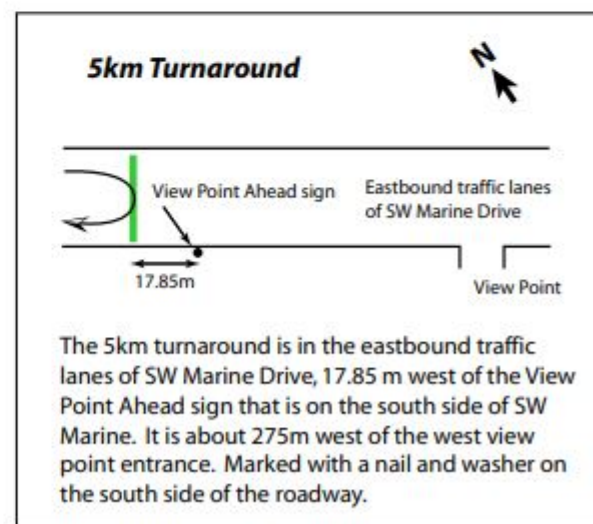 5km Turnaround
N
View Point Ahead sign
Eastbound traffic lanes
of SW Marine Drive
17.85m
View Point
The 5km turnaround is in the eastbound traffic
lanes of SW Marine Drive, 17.85 m west of the View
Point Ahead sign that is on the south side of SW
Marine. It is about 275m west of the west view
point entrance. Marked with a nail and washer on
the south side of the roadway.